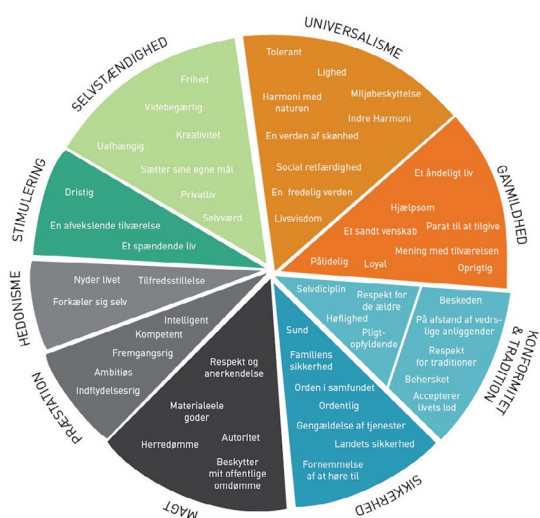 UNIVERSALISME
Tolerant
Lighed
Miljøbeskyttelse
Harmoni med
naturen
Indre Harmoni
En verden af skønhed
Social retfærdighed
En fredelig verden
Livsvisdom
GAVMILDHED
Et åndeligt liv
Hjælpsom
Parat til at tilgive
Et sandt venskab
Mening med tilværelsen
Pålidelig
Loyal
Oprigtig
KONFORMITET
& TRADITION
Selvdiciplin
Respekt for
de ældre
Høflighed
Pligt-
opfyldende
Beskeden
På afstand af vedrs-
lige anliggender
Respekt
for traditioner
Behersket
Accepterer
livets lod
SIKKERHED
Sund
Familiens
sikkerhed
Orden i samfundet
Ordentlig
Gengældelse af tjenester
Landets sikkerhed
Fornemmelse
af at høre til
MAGT
Respekt og
anerkendelse
Materialeele
goder
Autoritet
Herredømme
Beskytter
mit offentlige
omdømme
PRÆSTATION
Intelligent
Kompetent
Fremgangsrig
Ambitiøs
Indflydelsesrig
HEDONISME
Nyder livet
Tilfredsstillelse
Forkæler sig selv
STIMULERING
Dristig
En afvekslende tilværelse
Et spændende liv
SELVSTÆNDIGHED
Frihed
Videbegærlig
Kreativitet
Uafhængig
Sætter sine egne mål
Privatliv
Selvværd